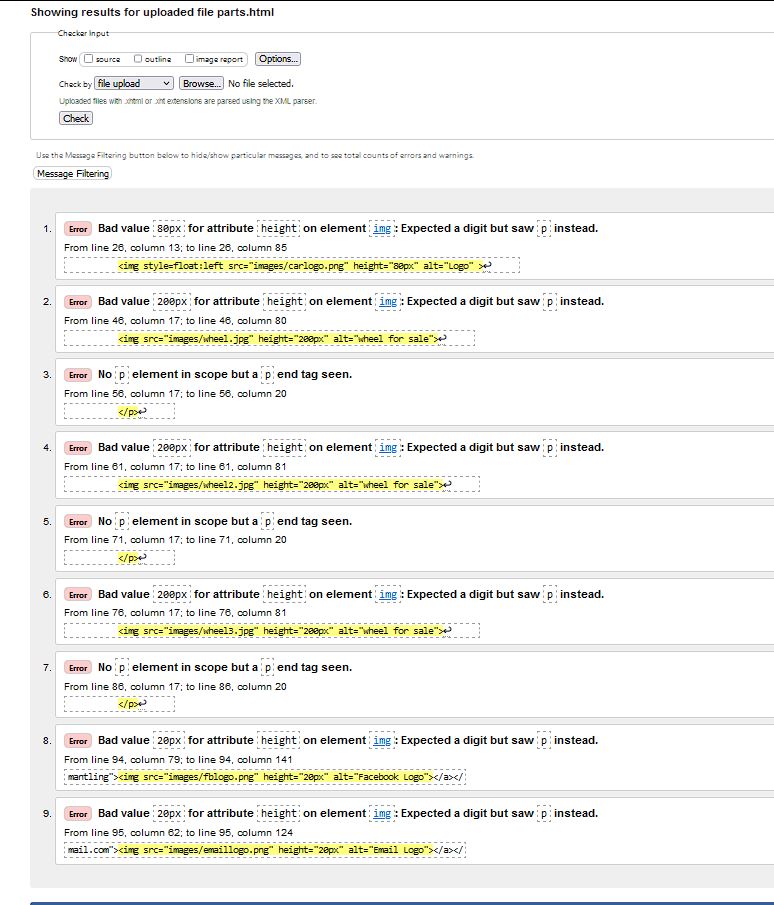 Showing results for uploaded file parts.html
Checker Input
Show source outline image report Options...
Check by file upload Browse... No file selected.
Uploaded files with .xhtml or .xht extensions are parsed using the XML parser.
Check
Use the Message Filtering button below to hide/show particular messages, and to see total counts of errors and warnings.
Message Filtering
1. Error Bad value 80px for attribute height on element img: Expected a digit but saw p instead.
From line 26, column 13; to line 26, column 85
<img style=float:left src="images/carlogo.png" height="80px" alt="Logo" >↩
2. Error Bad value 200px for attribute height on element img: Expected a digit but saw p instead.
From line 46, column 17; to line 46, column 80
<img src="images/wheel.jpg" height="200px" alt="wheel for sale">↩
3. Error No p element in scope but a p end tag seen.
From line 56, column 17; to line 56, column 20
</p>↩
4. Error Bad value 200px for attribute height on element img: Expected a digit but saw p instead.
From line 61, column 17; to line 61, column 81
<img src="images/wheel2.jpg" height="200px" alt="wheel for sale">↩
5. Error No p element in scope but a p end tag seen.
From line 71, column 17; to line 71, column 20
</p>↩
6. Error Bad value 200px for attribute height on element img: Expected a digit but saw p instead.
From line 76, column 17; to line 76, column 81
<img src="images/wheel3.jpg" height="200px" alt="wheel for sale">↩
7. Error No p element in scope but a p end tag seen.
From line 86, column 17; to line 86, column 20
</p>↩
8. Error Bad value 20px for attribute height on element img: Expected a digit but saw p instead.
From line 94, column 79; to line 94, column 141
mantling"><img src="images/fblogo.png" height="20px" alt="Facebook Logo"></a></
9. Error Bad value 20px for attribute height on element img: Expected a digit but saw p instead.
From line 95, column 62; to line 95, column 124
mail.com"><img src="images/emaillogo.png" height="20px" alt="Email Logo"></a></